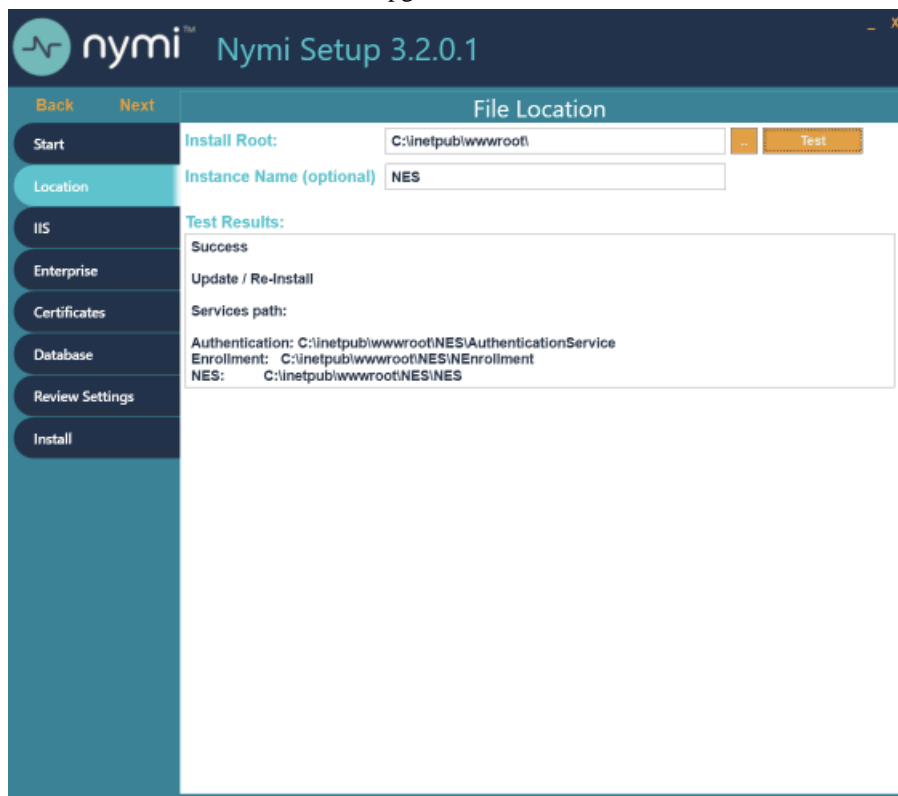 nymi™ Nymi Setup 3.2.0.1
_ X
Back Next
File Location
Start
Install Root: C:\inetpub\wwwroot\ .. Test
Location
Instance Name (optional) NES
IIS
Test Results:
Success
Enterprise
Update / Re-Install
Certificates
Services path:
Database
Authentication: C:\inetpub\wwwroot\NES\AuthenticationService
Enrollment: C:\inetpub\wwwroot\NES\NEnrollment
NES: C:\inetpub\wwwroot\NES\NES
Review Settings
Install